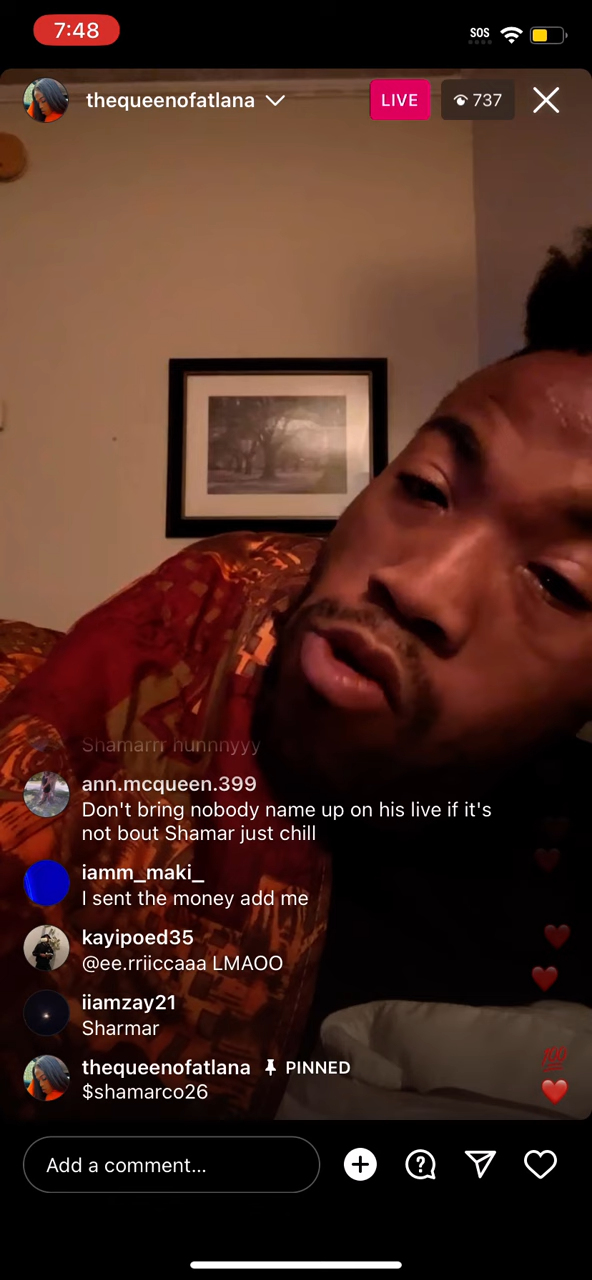 7:48
SOS
thequeenofatlana
LIVE
737
Shamarrr hunnnyyy
ann.mcqueen.399
Don't bring nobody name up on his live if it's
not bout Shamar just chill
iamm_maki_
I sent the money add me
kayipoed35
@ee.rriiccaaa LMAOO
iiamzay21
Sharmar
thequeenofatlana PINNED
$shamarco26
💯
Add a comment...